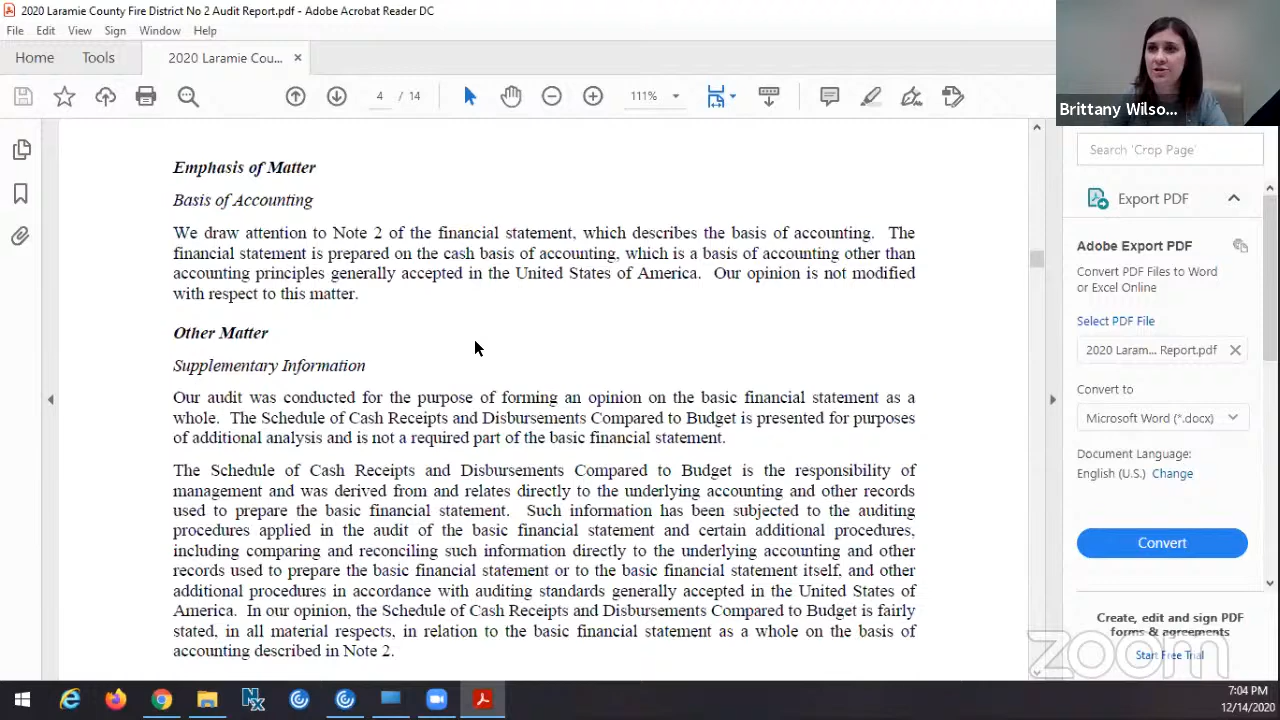 2020 Laramie County Fire District No 2 Audit Report.pdf - Adobe Acrobat Reader DC
File Edit View Sign Window Help
Home Tools 2020 Laramie Cou... ×
4 / 14 111%
Brittany Wilso...
Emphasis of Matter
Basis of Accounting
We draw attention to Note 2 of the financial statement, which describes the basis of accounting. The
financial statement is prepared on the cash basis of accounting, which is a basis of accounting other than
accounting principles generally accepted in the United States of America. Our opinion is not modified
with respect to this matter.
Other Matter
Supplementary Information
Our audit was conducted for the purpose of forming an opinion on the basic financial statement as a
whole. The Schedule of Cash Receipts and Disbursements Compared to Budget is presented for purposes
of additional analysis and is not a required part of the basic financial statement.
The Schedule of Cash Receipts and Disbursements Compared to Budget is the responsibility of
management and was derived from and relates directly to the underlying accounting and other records
used to prepare the basic financial statement. Such information has been subjected to the auditing
procedures applied in the audit of the basic financial statement and certain additional procedures,
including comparing and reconciling such information directly to the underlying accounting and other
records used to prepare the basic financial statement or to the basic financial statement itself, and other
additional procedures in accordance with auditing standards generally accepted in the United States of
America. In our opinion, the Schedule of Cash Receipts and Disbursements Compared to Budget is fairly
stated, in all material respects, in relation to the basic financial statement as a whole on the basis of
accounting described in Note 2.
Search 'Crop Page'
Export PDF
Adobe Export PDF
Convert PDF Files to Word
or Excel Online
Select PDF File
2020 Laram... Report.pdf
Convert to
Microsoft Word (*.docx)
Document Language:
English (U.S.) Change
Convert
Create, edit and sign PDF
forms & agreements
Start Free Trial
zoom
7:04 PM
12/14/2020